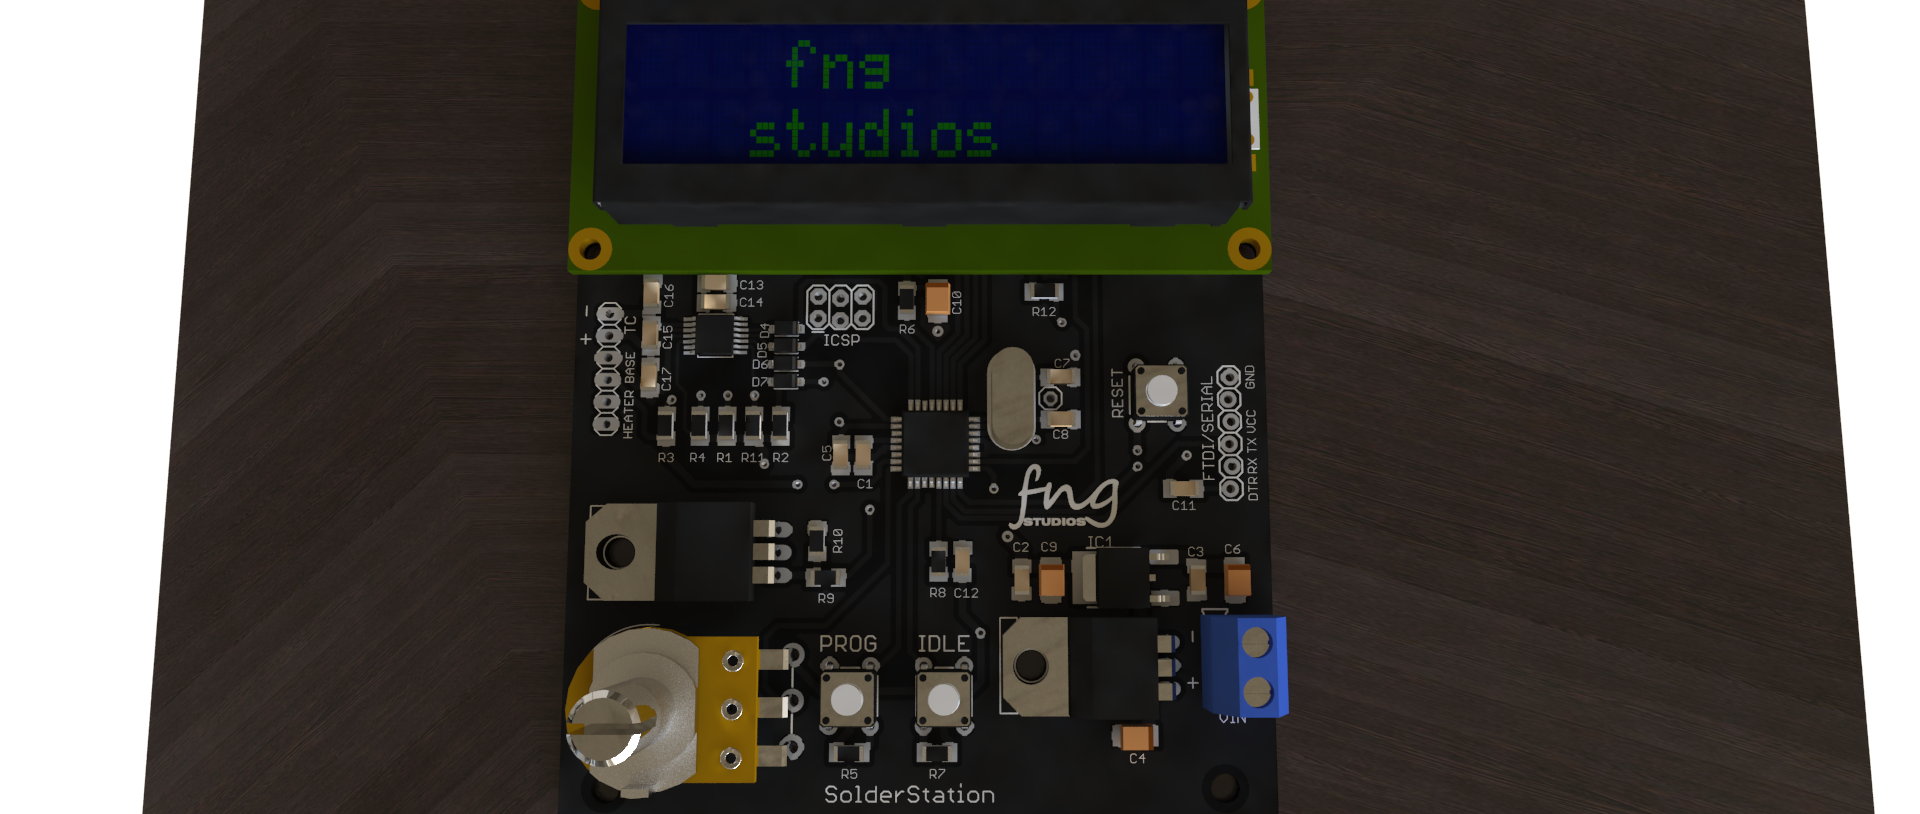 fng
studios
C16
C13
C14
-
+
TC
C15
D4
D5
D6
D7
ICSP
R6
C10
R12
HEATER BASE
C17
C7
C8
RESET
FTDI/SERIAL
GND
VCC
TX
RX
DTR
R3
R4
R1
R11
R2
C5
C1
fng
STUDIOS
C11
R10
R9
R8
C12
C2
C9
IC1
C3
C6
PROG
IDLE
-
+
VIN
C4
R5
R7
SolderStation